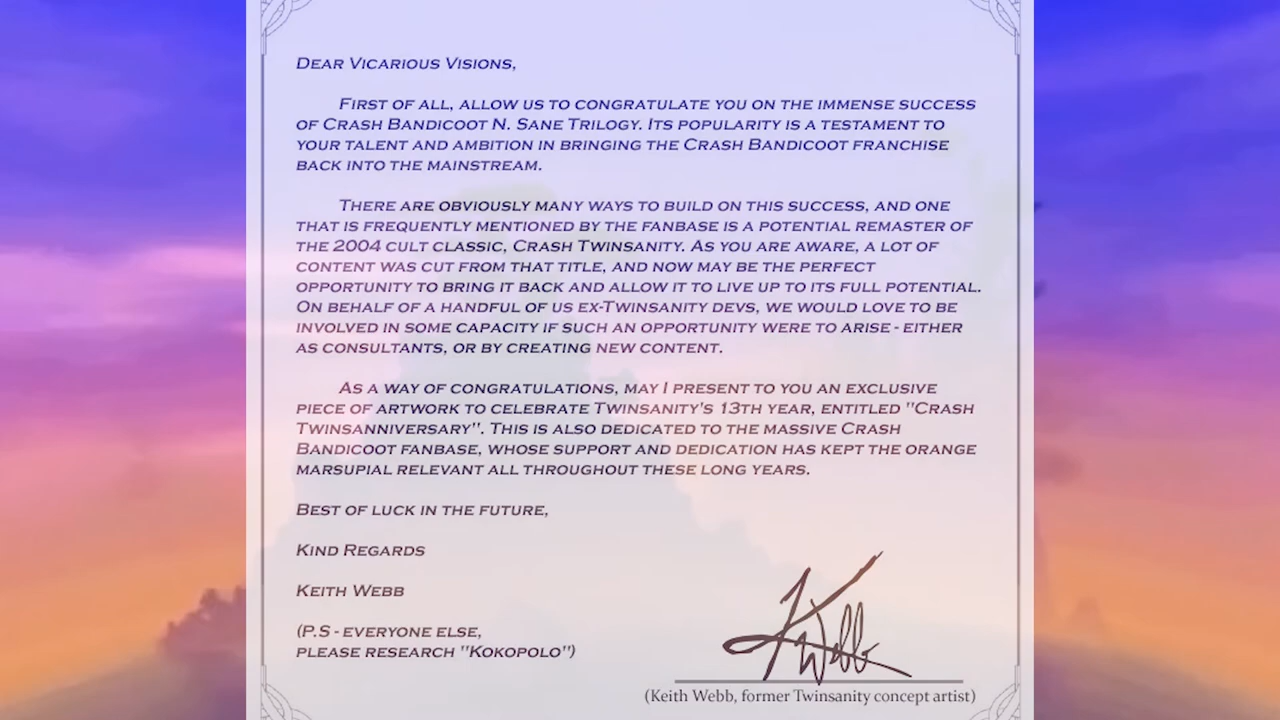 Dear Vicarious Visions,
First of all, allow us to congratulate you on the immense success
of Crash Bandicoot N. Sane Trilogy. Its popularity is a testament to
your talent and ambition in bringing the Crash Bandicoot franchise
back into the mainstream.
There are obviously many ways to build on this success, and one
that is frequently mentioned by the fanbase is a potential remaster of
the 2004 cult classic, Crash Twinsanity. As you are aware, a lot of
content was cut from that title, and now may be the perfect
opportunity to bring it back and allow it to live up to its full potential.
On behalf of a handful of us ex-Twinsanity devs, we would love to be
involved in some capacity if such an opportunity were to arise - either
as consultants, or by creating new content.
As a way of congratulations, may I present to you an exclusive
piece of artwork to celebrate Twinsanity's 13th year, entitled "Crash
Twinsanniversary". This is also dedicated to the massive Crash
Bandicoot fanbase, whose support and dedication has kept the orange
marsupial relevant all throughout these long years.
Best of luck in the future,
Kind Regards
Keith Webb
(P.S - everyone else,
please research "Kokopolo")
K Webb
(Keith Webb, former Twinsanity concept artist)